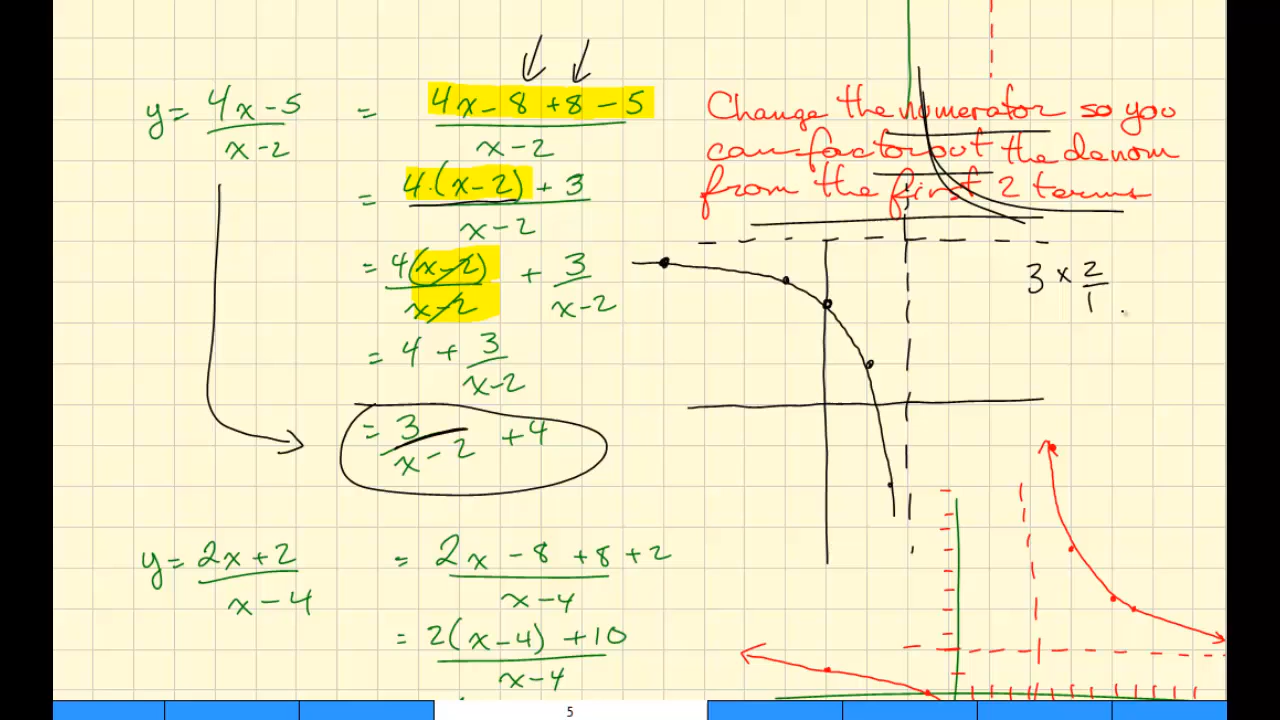 y = (4x - 5)/(x - 2) = (4x - 8 + 8 - 5)/(x - 2)
= (4·(x - 2) + 3)/(x - 2)
= 4(x - 2)/(x - 2) + 3/(x - 2)
= 4 + 3/(x - 2)
= 3/(x - 2) + 4
Change the numerator so you
can factor out the denom
from the first 2 terms
3 × 2/1
y = (2x + 2)/(x - 4) = (2x - 8 + 8 + 2)/(x - 4)
= (2(x - 4) + 10)/(x - 4)
5